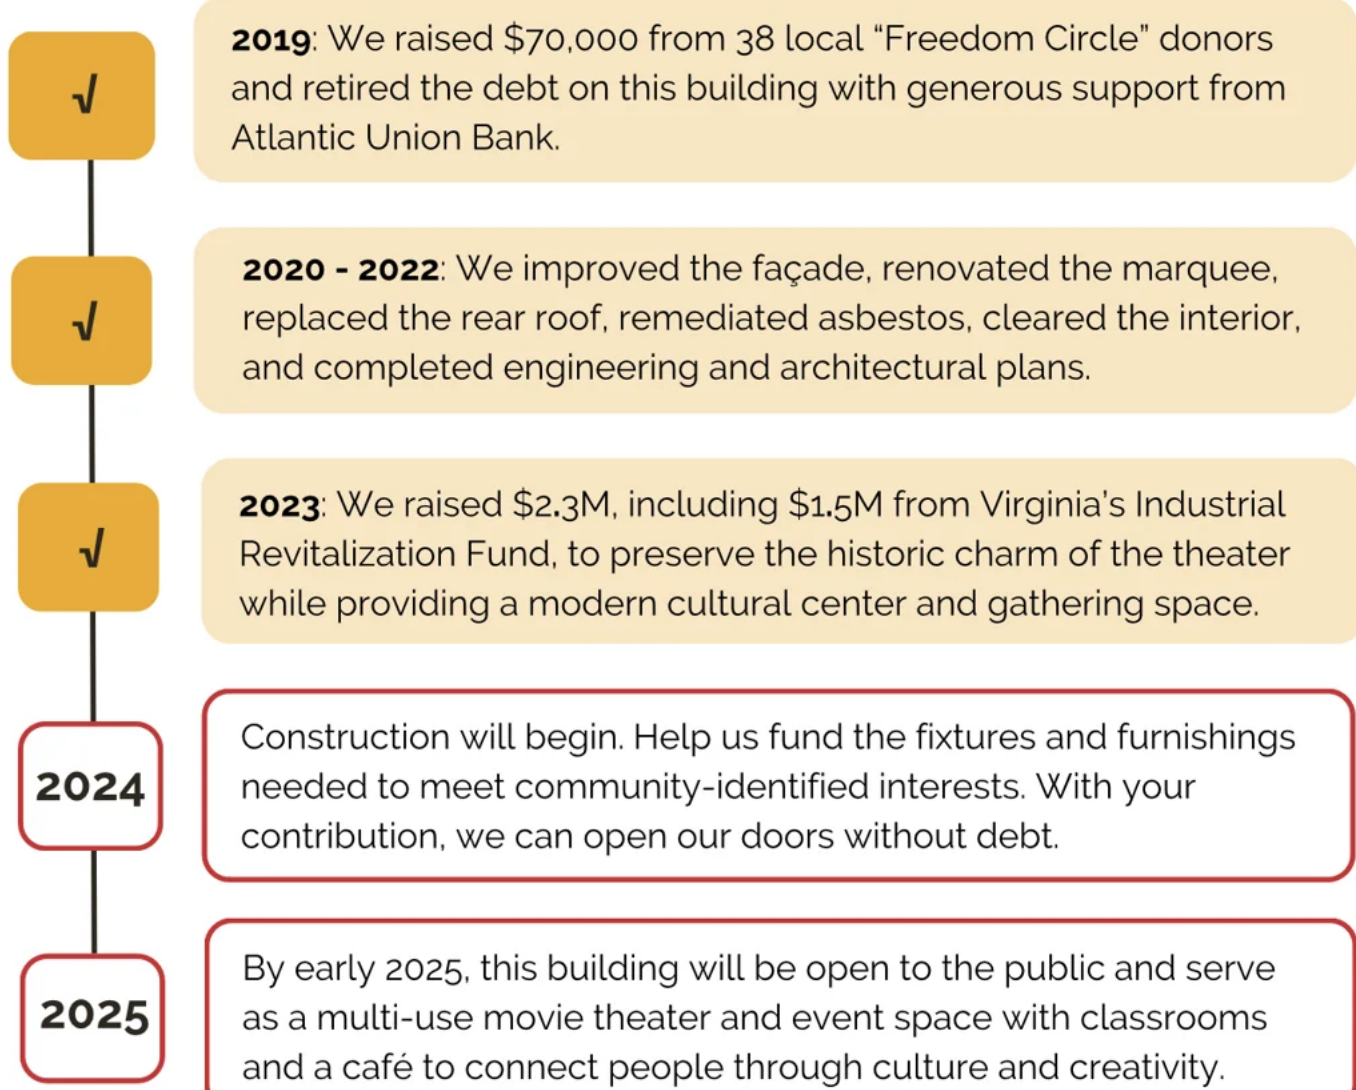 √
2019: We raised $70,000 from 38 local “Freedom Circle” donors
and retired the debt on this building with generous support from
Atlantic Union Bank.
√
2020 - 2022: We improved the façade, renovated the marquee,
replaced the rear roof, remediated asbestos, cleared the interior,
and completed engineering and architectural plans.
√
2023: We raised $2.3M, including $1.5M from Virginia’s Industrial
Revitalization Fund, to preserve the historic charm of the theater
while providing a modern cultural center and gathering space.
2024
Construction will begin. Help us fund the fixtures and furnishings
needed to meet community-identified interests. With your
contribution, we can open our doors without debt.
2025
By early 2025, this building will be open to the public and serve
as a multi-use movie theater and event space with classrooms
and a café to connect people through culture and creativity.